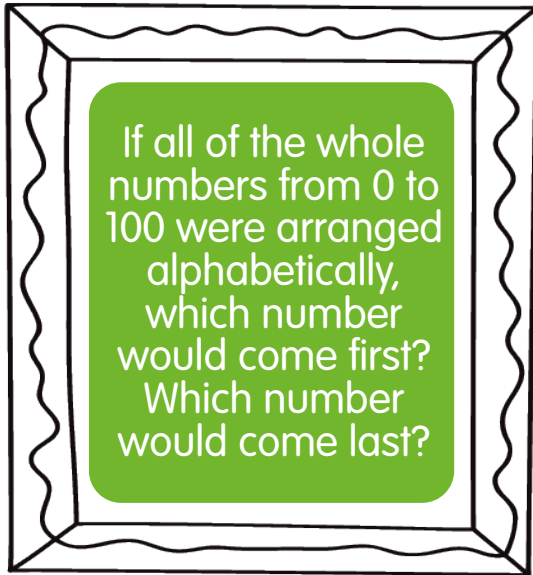 If all of the whole
numbers from 0 to
100 were arranged
alphabetically,
which number
would come first?
Which number
would come last?